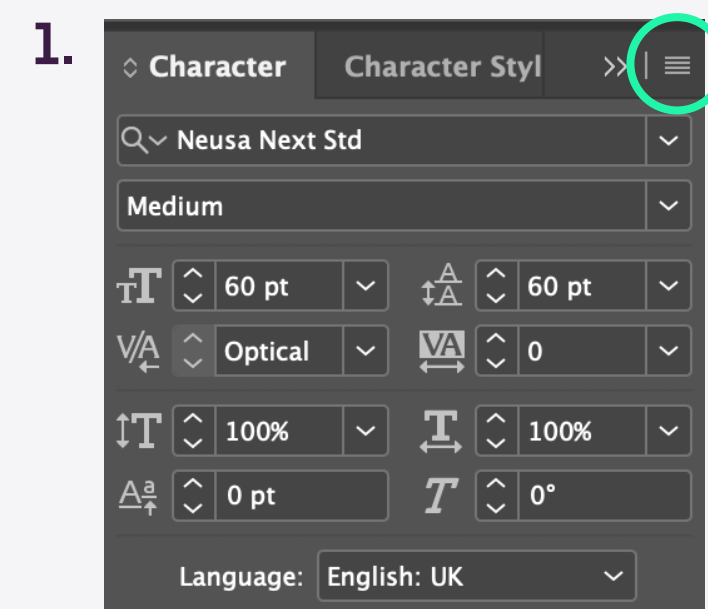 1.
Character Character Styl
Neusa Next Std
Medium
60 pt 60 pt
Optical 0
100% 100%
0 pt 0°
Language: English: UK